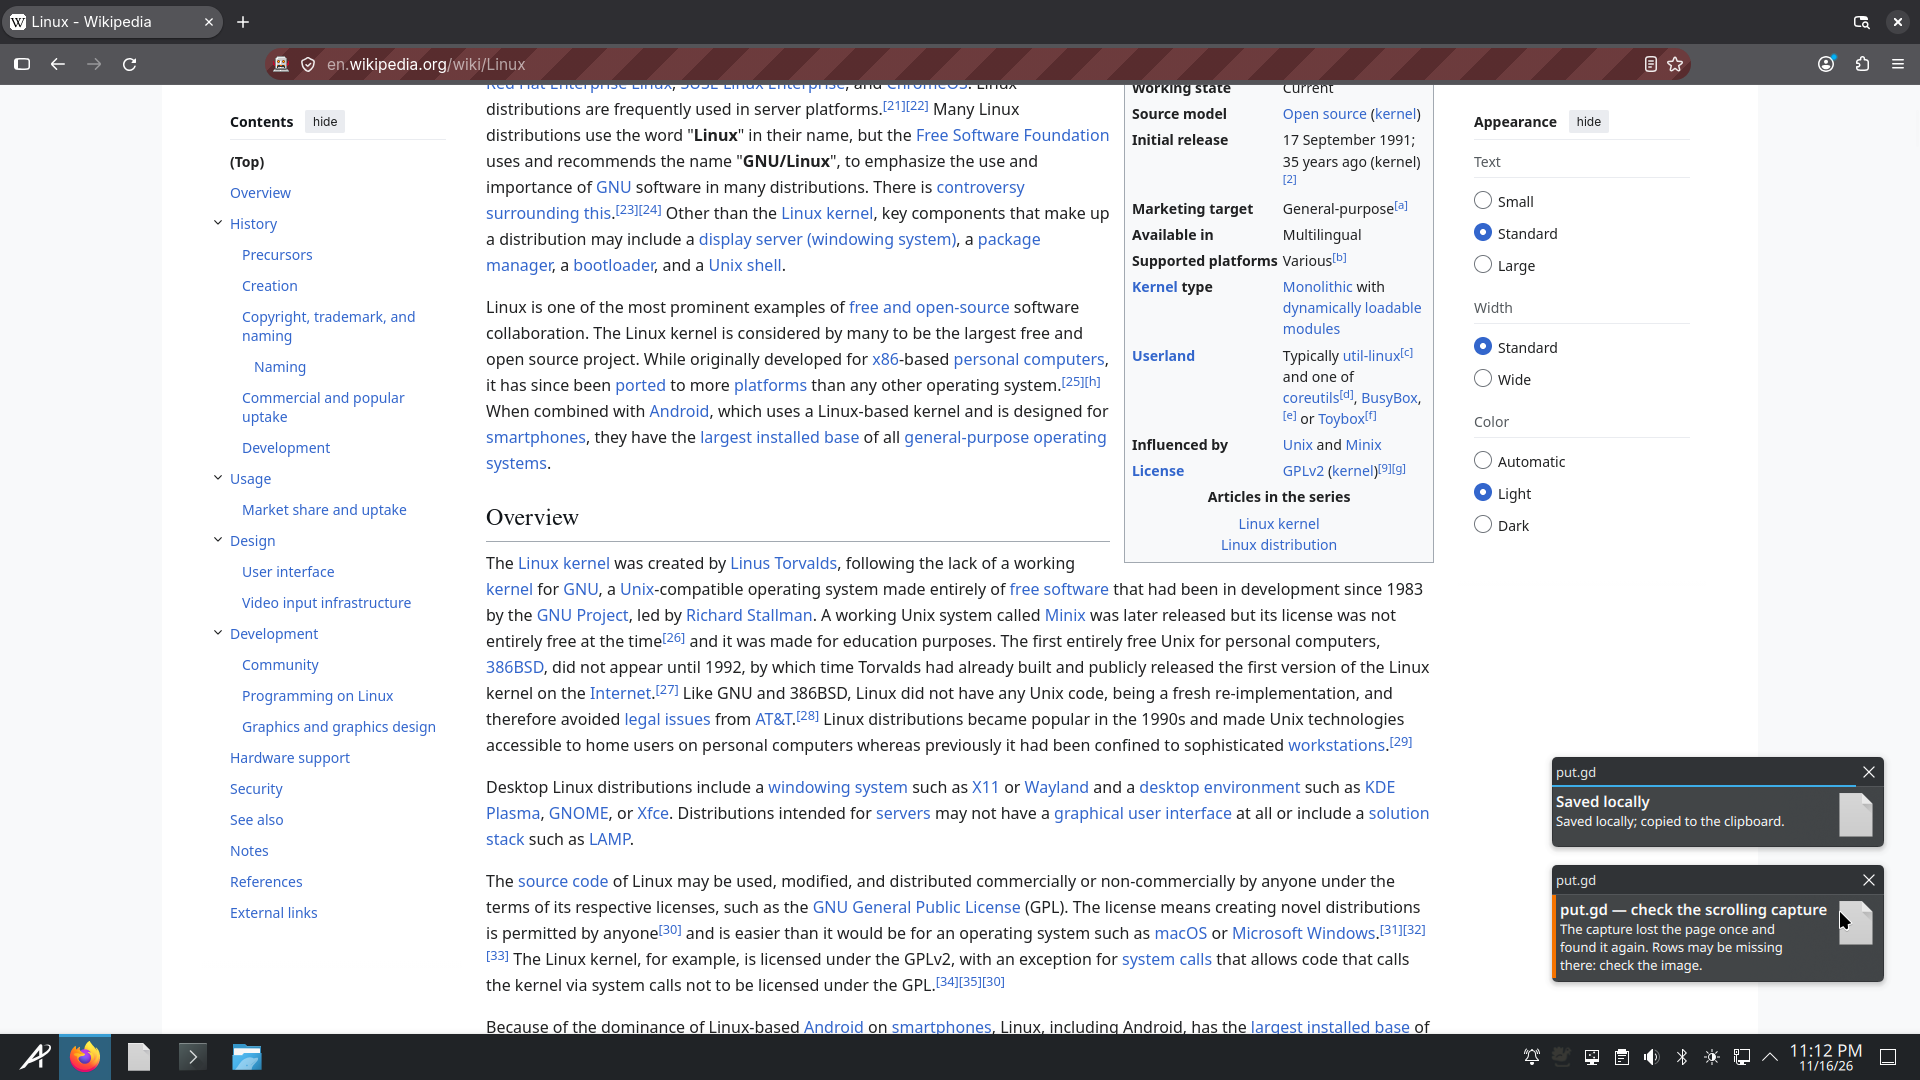 Linux - Wikipedia
en.wikipedia.org/wiki/Linux
Contents hide
(Top)
Overview
History
Precursors
Creation
Copyright, trademark, and
naming
Naming
Commercial and popular
uptake
Development
Usage
Market share and uptake
Design
User interface
Video input infrastructure
Development
Community
Programming on Linux
Graphics and graphics design
Hardware support
Security
See also
Notes
References
External links
Red Hat Enterprise Linux, SUSE Linux Enterprise, and ChromeOS. Linux
distributions are frequently used in server platforms.[21][22] Many Linux
distributions use the word "Linux" in their name, but the Free Software Foundation
uses and recommends the name "GNU/Linux", to emphasize the use and
importance of GNU software in many distributions. There is controversy
surrounding this.[23][24] Other than the Linux kernel, key components that make up
a distribution may include a display server (windowing system), a package
manager, a bootloader, and a Unix shell.
Linux is one of the most prominent examples of free and open-source software
collaboration. The Linux kernel is considered by many to be the largest free and
open source project. While originally developed for x86-based personal computers,
it has since been ported to more platforms than any other operating system.[25][h]
When combined with Android, which uses a Linux-based kernel and is designed for
smartphones, they have the largest installed base of all general-purpose operating
systems.
Working state Current
Source model Open source (kernel)
Initial release 17 September 1991;
35 years ago (kernel)
[2]
Marketing target General-purpose[a]
Available in Multilingual
Supported platforms Various[b]
Kernel type Monolithic with
dynamically loadable
modules
Userland Typically util-linux[c]
and one of
coreutils[d], BusyBox,
[e] or Toybox[f]
Influenced by Unix and Minix
License GPLv2 (kernel)[9][g]
Articles in the series
Linux kernel
Linux distribution
Overview
The Linux kernel was created by Linus Torvalds, following the lack of a working
kernel for GNU, a Unix-compatible operating system made entirely of free software that had been in development since 1983
by the GNU Project, led by Richard Stallman. A working Unix system called Minix was later released but its license was not
entirely free at the time[26] and it was made for education purposes. The first entirely free Unix for personal computers,
386BSD, did not appear until 1992, by which time Torvalds had already built and publicly released the first version of the Linux
kernel on the Internet.[27] Like GNU and 386BSD, Linux did not have any Unix code, being a fresh re-implementation, and
therefore avoided legal issues from AT&T.[28] Linux distributions became popular in the 1990s and made Unix technologies
accessible to home users on personal computers whereas previously it had been confined to sophisticated workstations.[29]
Desktop Linux distributions include a windowing system such as X11 or Wayland and a desktop environment such as KDE
Plasma, GNOME, or Xfce. Distributions intended for servers may not have a graphical user interface at all or include a solution
stack such as LAMP.
The source code of Linux may be used, modified, and distributed commercially or non-commercially by anyone under the
terms of its respective licenses, such as the GNU General Public License (GPL). The license means creating novel distributions
is permitted by anyone[30] and is easier than it would be for an operating system such as macOS or Microsoft Windows.[31][32]
[33] The Linux kernel, for example, is licensed under the GPLv2, with an exception for system calls that allows code that calls
the kernel via system calls not to be licensed under the GPL.[34][35][30]
Because of the dominance of Linux-based Android on smartphones, Linux, including Android, has the largest installed base of
Appearance hide
Text
Small
Standard
Large
Width
Standard
Wide
Color
Automatic
Light
Dark
put.gd
Saved locally
Saved locally; copied to the clipboard.
put.gd
put.gd — check the scrolling capture
The capture lost the page once and
found it again. Rows may be missing
there: check the image.
11:12 PM
11/16/26